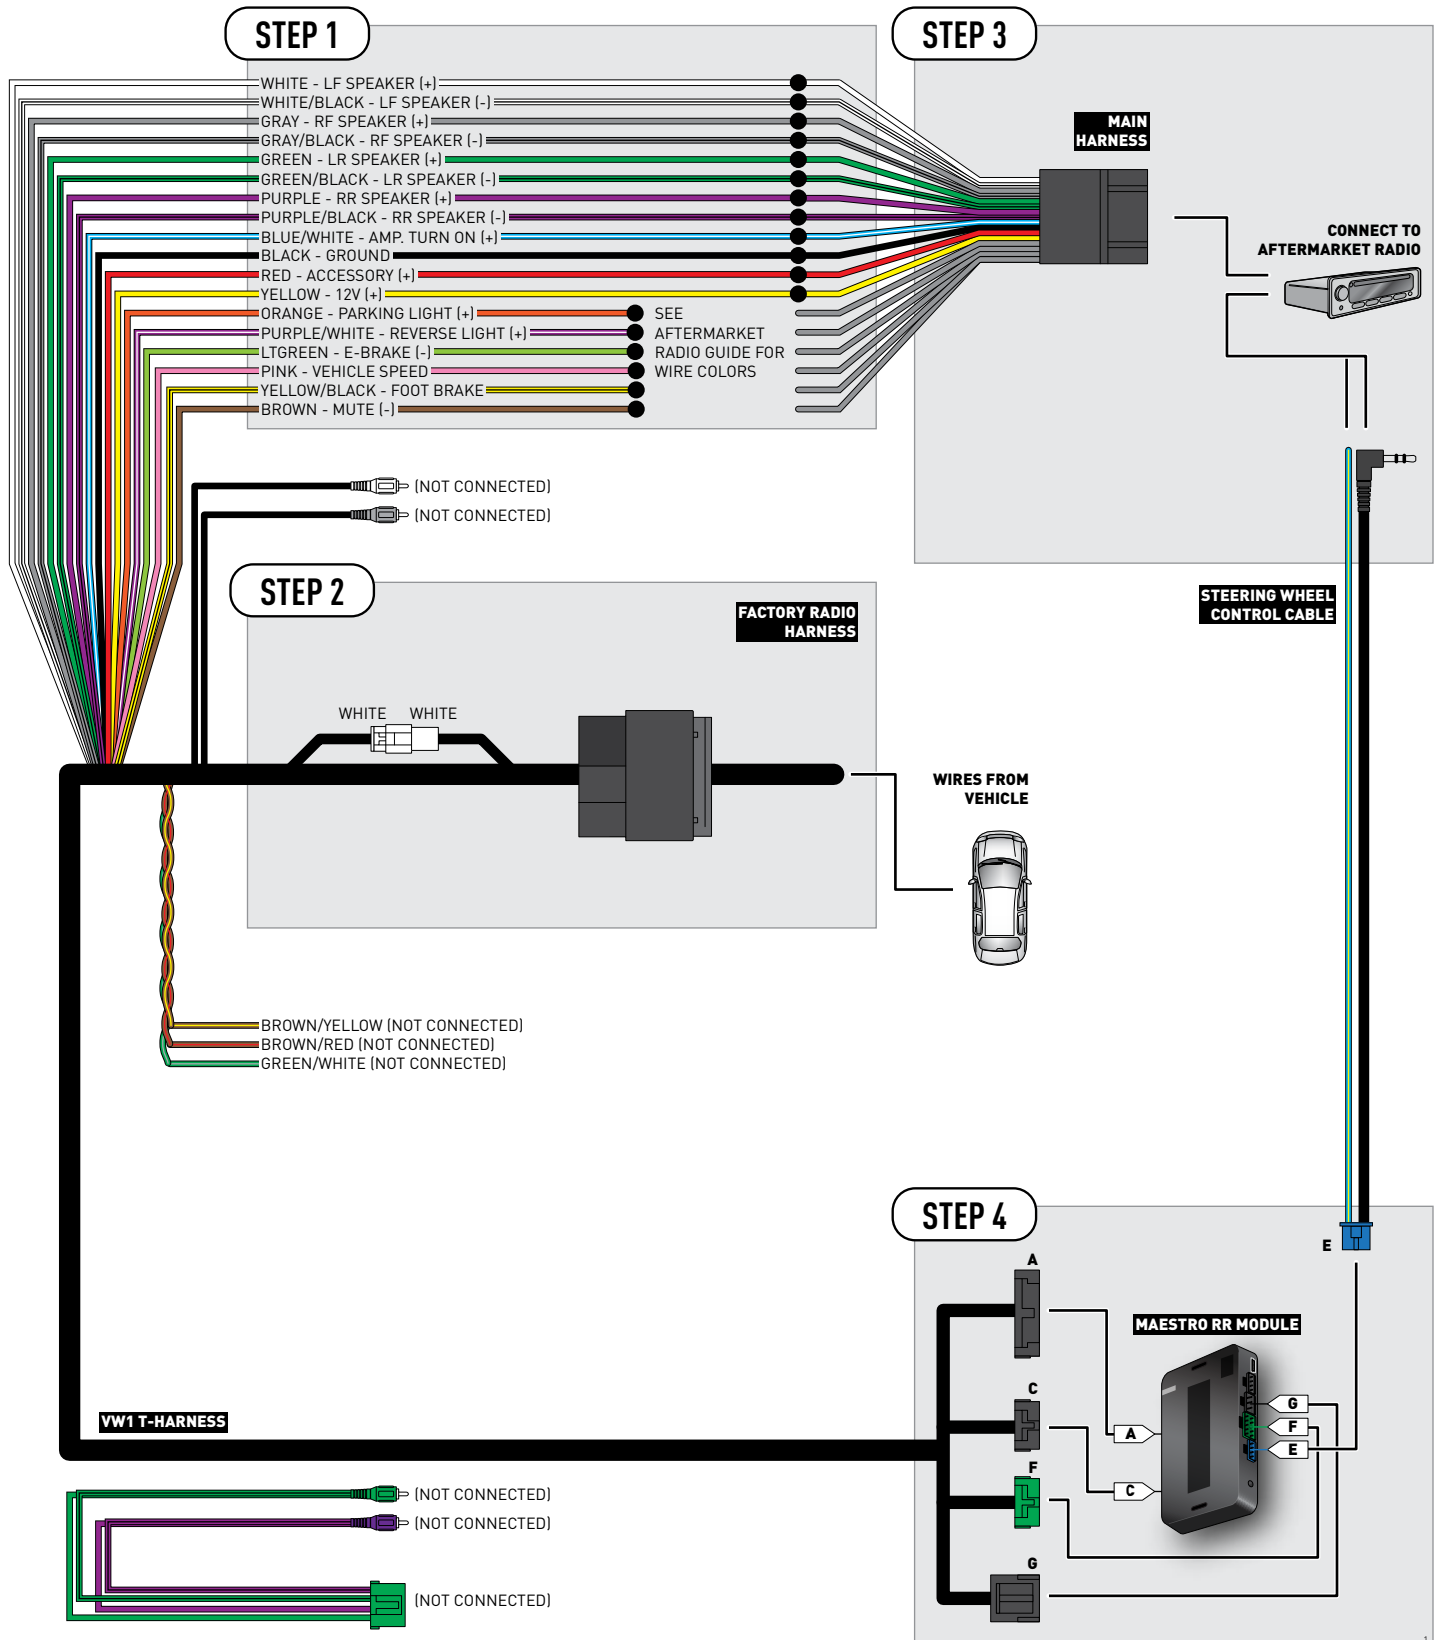 STEP 1
WHITE - LF SPEAKER (+)
WHITE/BLACK - LF SPEAKER (-)
GRAY - RF SPEAKER (+)
GRAY/BLACK - RF SPEAKER (-)
GREEN - LR SPEAKER (+)
GREEN/BLACK - LR SPEAKER (-)
PURPLE - RR SPEAKER (+)
PURPLE/BLACK - RR SPEAKER (-)
BLUE/WHITE - AMP. TURN ON (+)
BLACK - GROUND
RED - ACCESSORY (+)
YELLOW - 12V (+)
ORANGE - PARKING LIGHT (+)
PURPLE/WHITE - REVERSE LIGHT (+)
LTGREEN - E-BRAKE (-)
PINK - VEHICLE SPEED
YELLOW/BLACK - FOOT BRAKE
BROWN - MUTE (-)
SEE
AFTERMARKET
RADIO GUIDE FOR
WIRE COLORS
(NOT CONNECTED)
(NOT CONNECTED)
STEP 3
MAIN
HARNESS
CONNECT TO
AFTERMARKET RADIO
STEERING WHEEL
CONTROL CABLE
STEP 2
FACTORY RADIO
HARNESS
WHITE WHITE
WIRES FROM
VEHICLE
BROWN/YELLOW (NOT CONNECTED)
BROWN/RED (NOT CONNECTED)
GREEN/WHITE (NOT CONNECTED)
STEP 4
E
A
MAESTRO RR MODULE
C
G
F
A
E
F
C
G
VW1 T-HARNESS
(NOT CONNECTED)
(NOT CONNECTED)
(NOT CONNECTED)